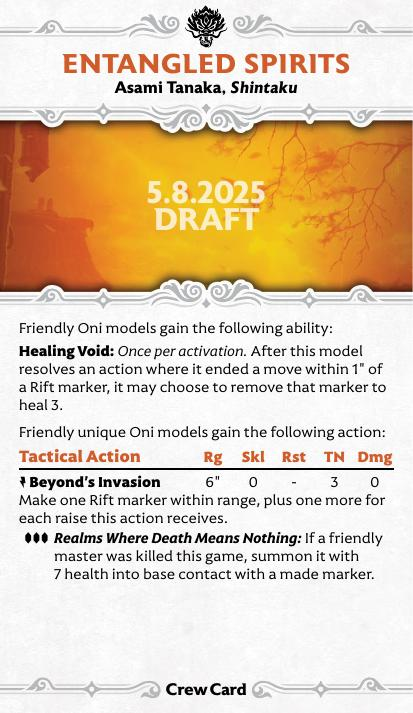 ENTANGLED SPIRITS
Asami Tanaka, Shintaku
5.8.2025
DRAFT
Friendly Oni models gain the following ability:
Healing Void: Once per activation. After this model
resolves an action where it ended a move within 1" of
a Rift marker, it may choose to remove that marker to
heal 3.
Friendly unique Oni models gain the following action:
Tactical Action Rg Skl Rst TN Dmg
Beyond's Invasion 6" 0 - 3 0
Make one Rift marker within range, plus one more for
each raise this action receives.
Realms Where Death Means Nothing: If a friendly
master was killed this game, summon it with
7 health into base contact with a made marker.
Crew Card